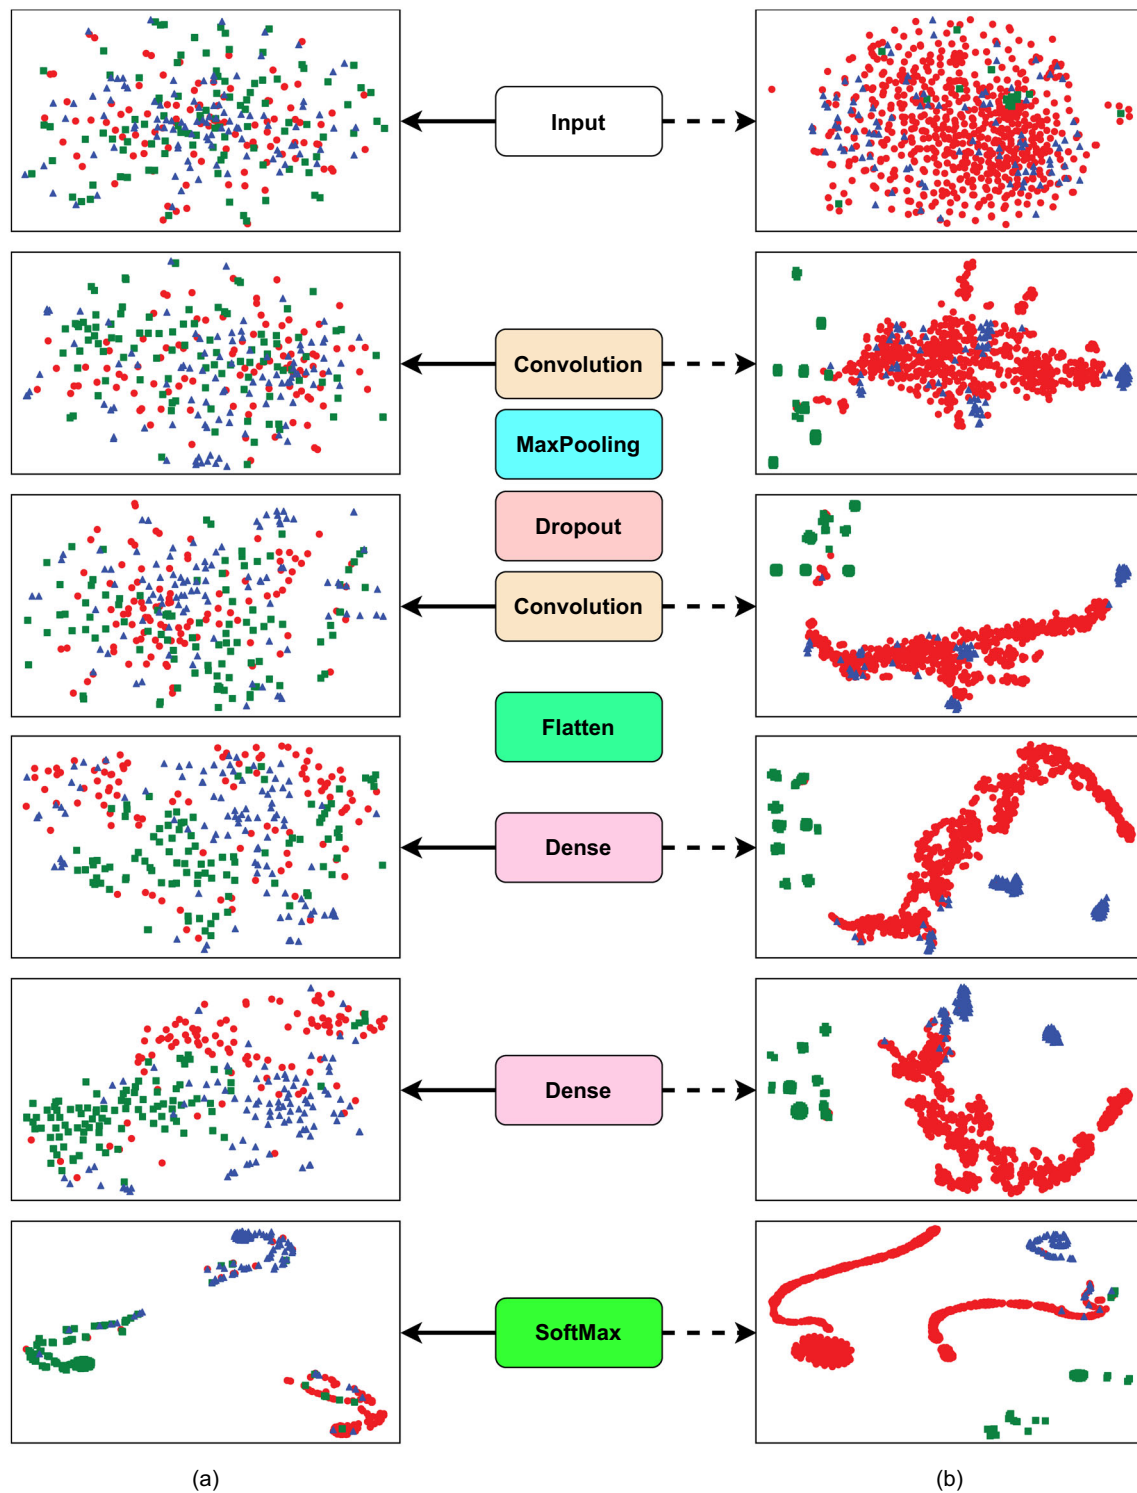 Input
Convolution
MaxPooling
Dropout
Convolution
Flatten
Dense
Dense
SoftMax
(a)
(b)